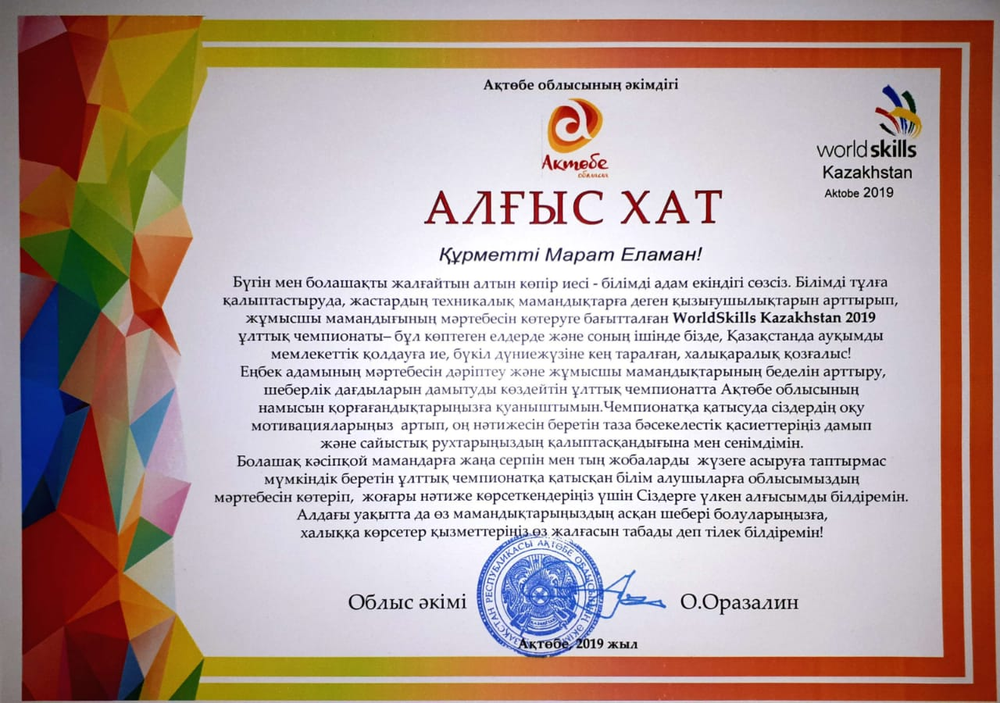 Ақтөбе облысының әкімдігі
Ақтөбе
облысы
world skills
Kazakhstan
Aktobe 2019
АЛҒЫС ХАТ
Құрметті Марат Еламан!
Бүгін мен болашақты жалғайтын алтын көпір иесі - білімді адам екіндігі сөзсіз. Білімді тұлға
қалыптастыруда, жастардың техникалық мамандықтарға деген қызығушылықтарын арттырып,
жұмысшы мамандығының мәртебесін көтеруге бағытталған WorldSkills Kazakhstan 2019
ұлттық чемпионаты– бұл көптеген елдерде және соның ішінде бізде, Қазақстанда ауқымды
мемлекеттік қолдауға ие, бүкіл дүниежүзіне кең таралған, халықаралық қозғалыс!
Еңбек адамының мәртебесін дәріптеу және жұмысшы мамандықтарының беделін арттыру,
шеберлік дағдыларын дамытуды көздейтін ұлттық чемпионатта Ақтөбе облысының
намысын қорғағандықтарыңызға қуаныштымын.Чемпионатқа қатысуда сіздердің оқу
мотивацияларыңыз артып, оң нәтижесін беретін таза бәсекелестік қасиеттеріңіз дамып
және сайыстық рухтарыңыздың қалыптасқандығына мен сенімдімін.
Болашақ кәсіпқой мамандарға жаңа серпін мен тың жобаларды жүзеге асыруға таптырмас
мүмкіндік беретін ұлттық чемпионатқа қатысқан білім алушыларға облысымыздың
мәртебесін көтеріп, жоғары нәтиже көрсеткендеріңіз үшін Сіздерге үлкен алғысымды білдіремін.
Алдағы уақытта да өз мамандықтарыңыздың асқан шебері болуларыңызға,
халыққа көрсетер қызметтеріңіз өз жалғасын табады деп тілек білдіремін!
Облыс әкімі
ҚАЗАҚСТАН РЕСПУБЛИКАСЫ АҚТӨБЕ ОБЛЫСЫНЫҢ ӘКІМІ
О.Оразалин
Ақтөбе, 2019 жыл